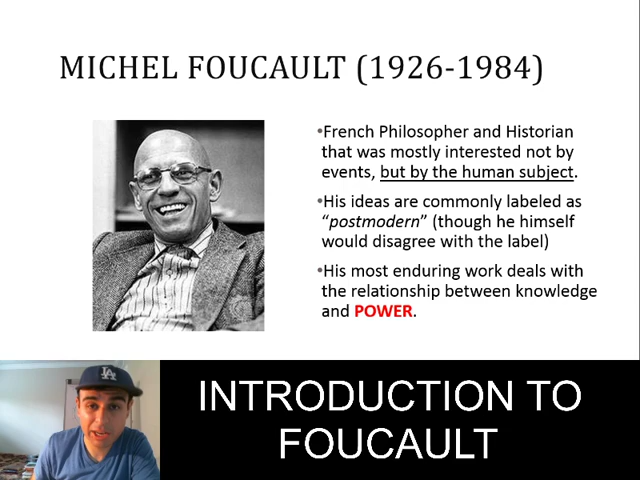 MICHEL FOUCAULT (1926-1984)
•French Philosopher and Historian
that was mostly interested not by
events, but by the human subject.
•His ideas are commonly labeled as
“postmodern” (though he himself
would disagree with the label)
•His most enduring work deals with
the relationship between knowledge
and POWER.
LA
INTRODUCTION TO
FOUCAULT